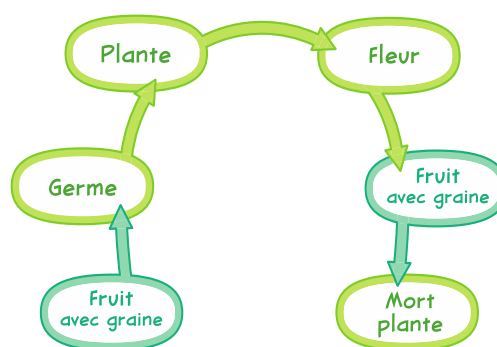 Plante
Fleur
Germe
Fruit
avec graine
Fruit
avec graine
Mort
plante